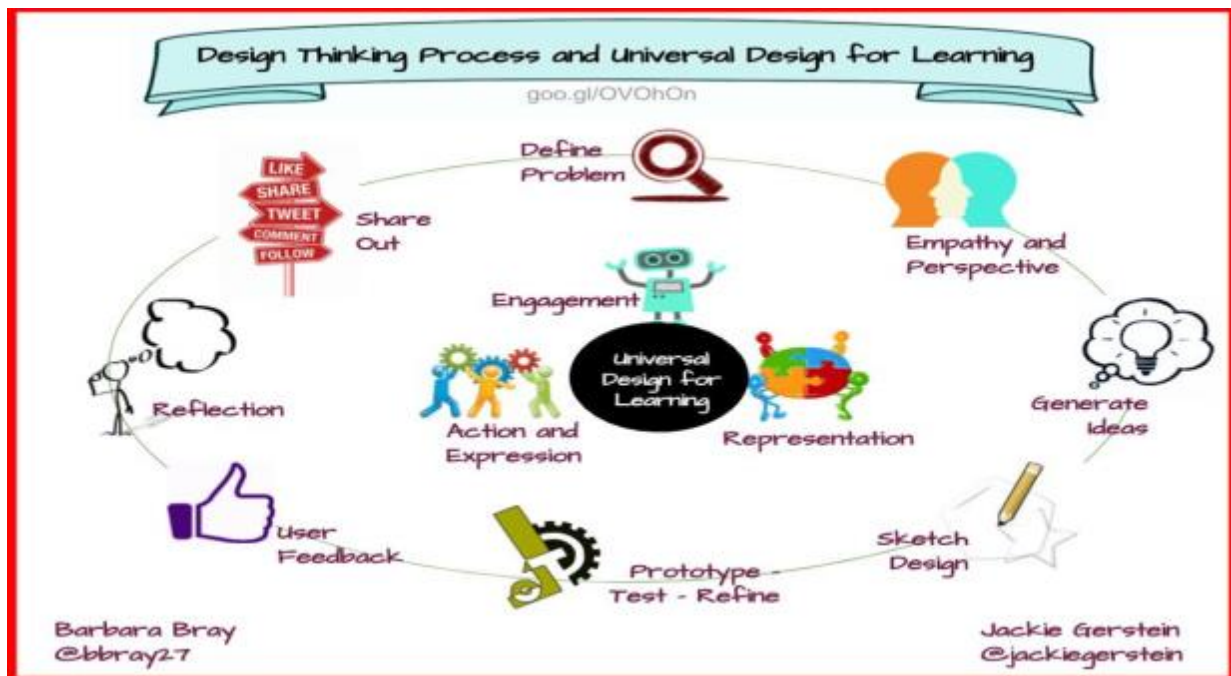 Design Thinking Process and Universal Design for Learning
goo.gl/OVOhOn
Define
Problem
LIKE
SHARE
TWEET
COMMENT
FOLLOW
Share
Out
Empathy and
Perspective
Engagement
Universal
Design for
Learning
Action and
Expression
Representation
Generate
Ideas
Reflection
User
Feedback
Prototype -
Test - Refine
Sketch
Design
Barbara Bray
@bbray27
Jackie Gerstein
@jackiegerstein